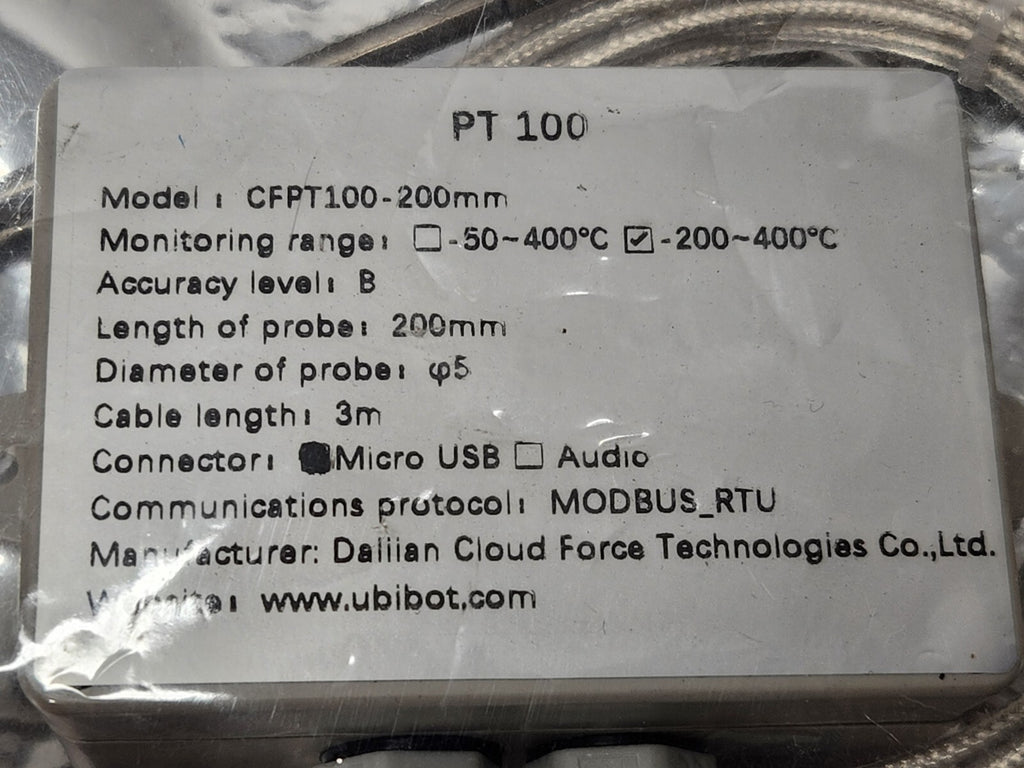 PT 100
Model : CFPT100-200mm
Monitoring range: ☐-50~400°C ☑-200~400°C
Accuracy level: B
Length of probe: 200mm
Diameter of probe: φ5
Cable length: 3m
Connector: ■Micro USB ☐ Audio
Communications protocol: MODBUS_RTU
Manufacturer: Daliian Cloud Force Technologies Co.,Ltd.
Website: www.ubibot.com